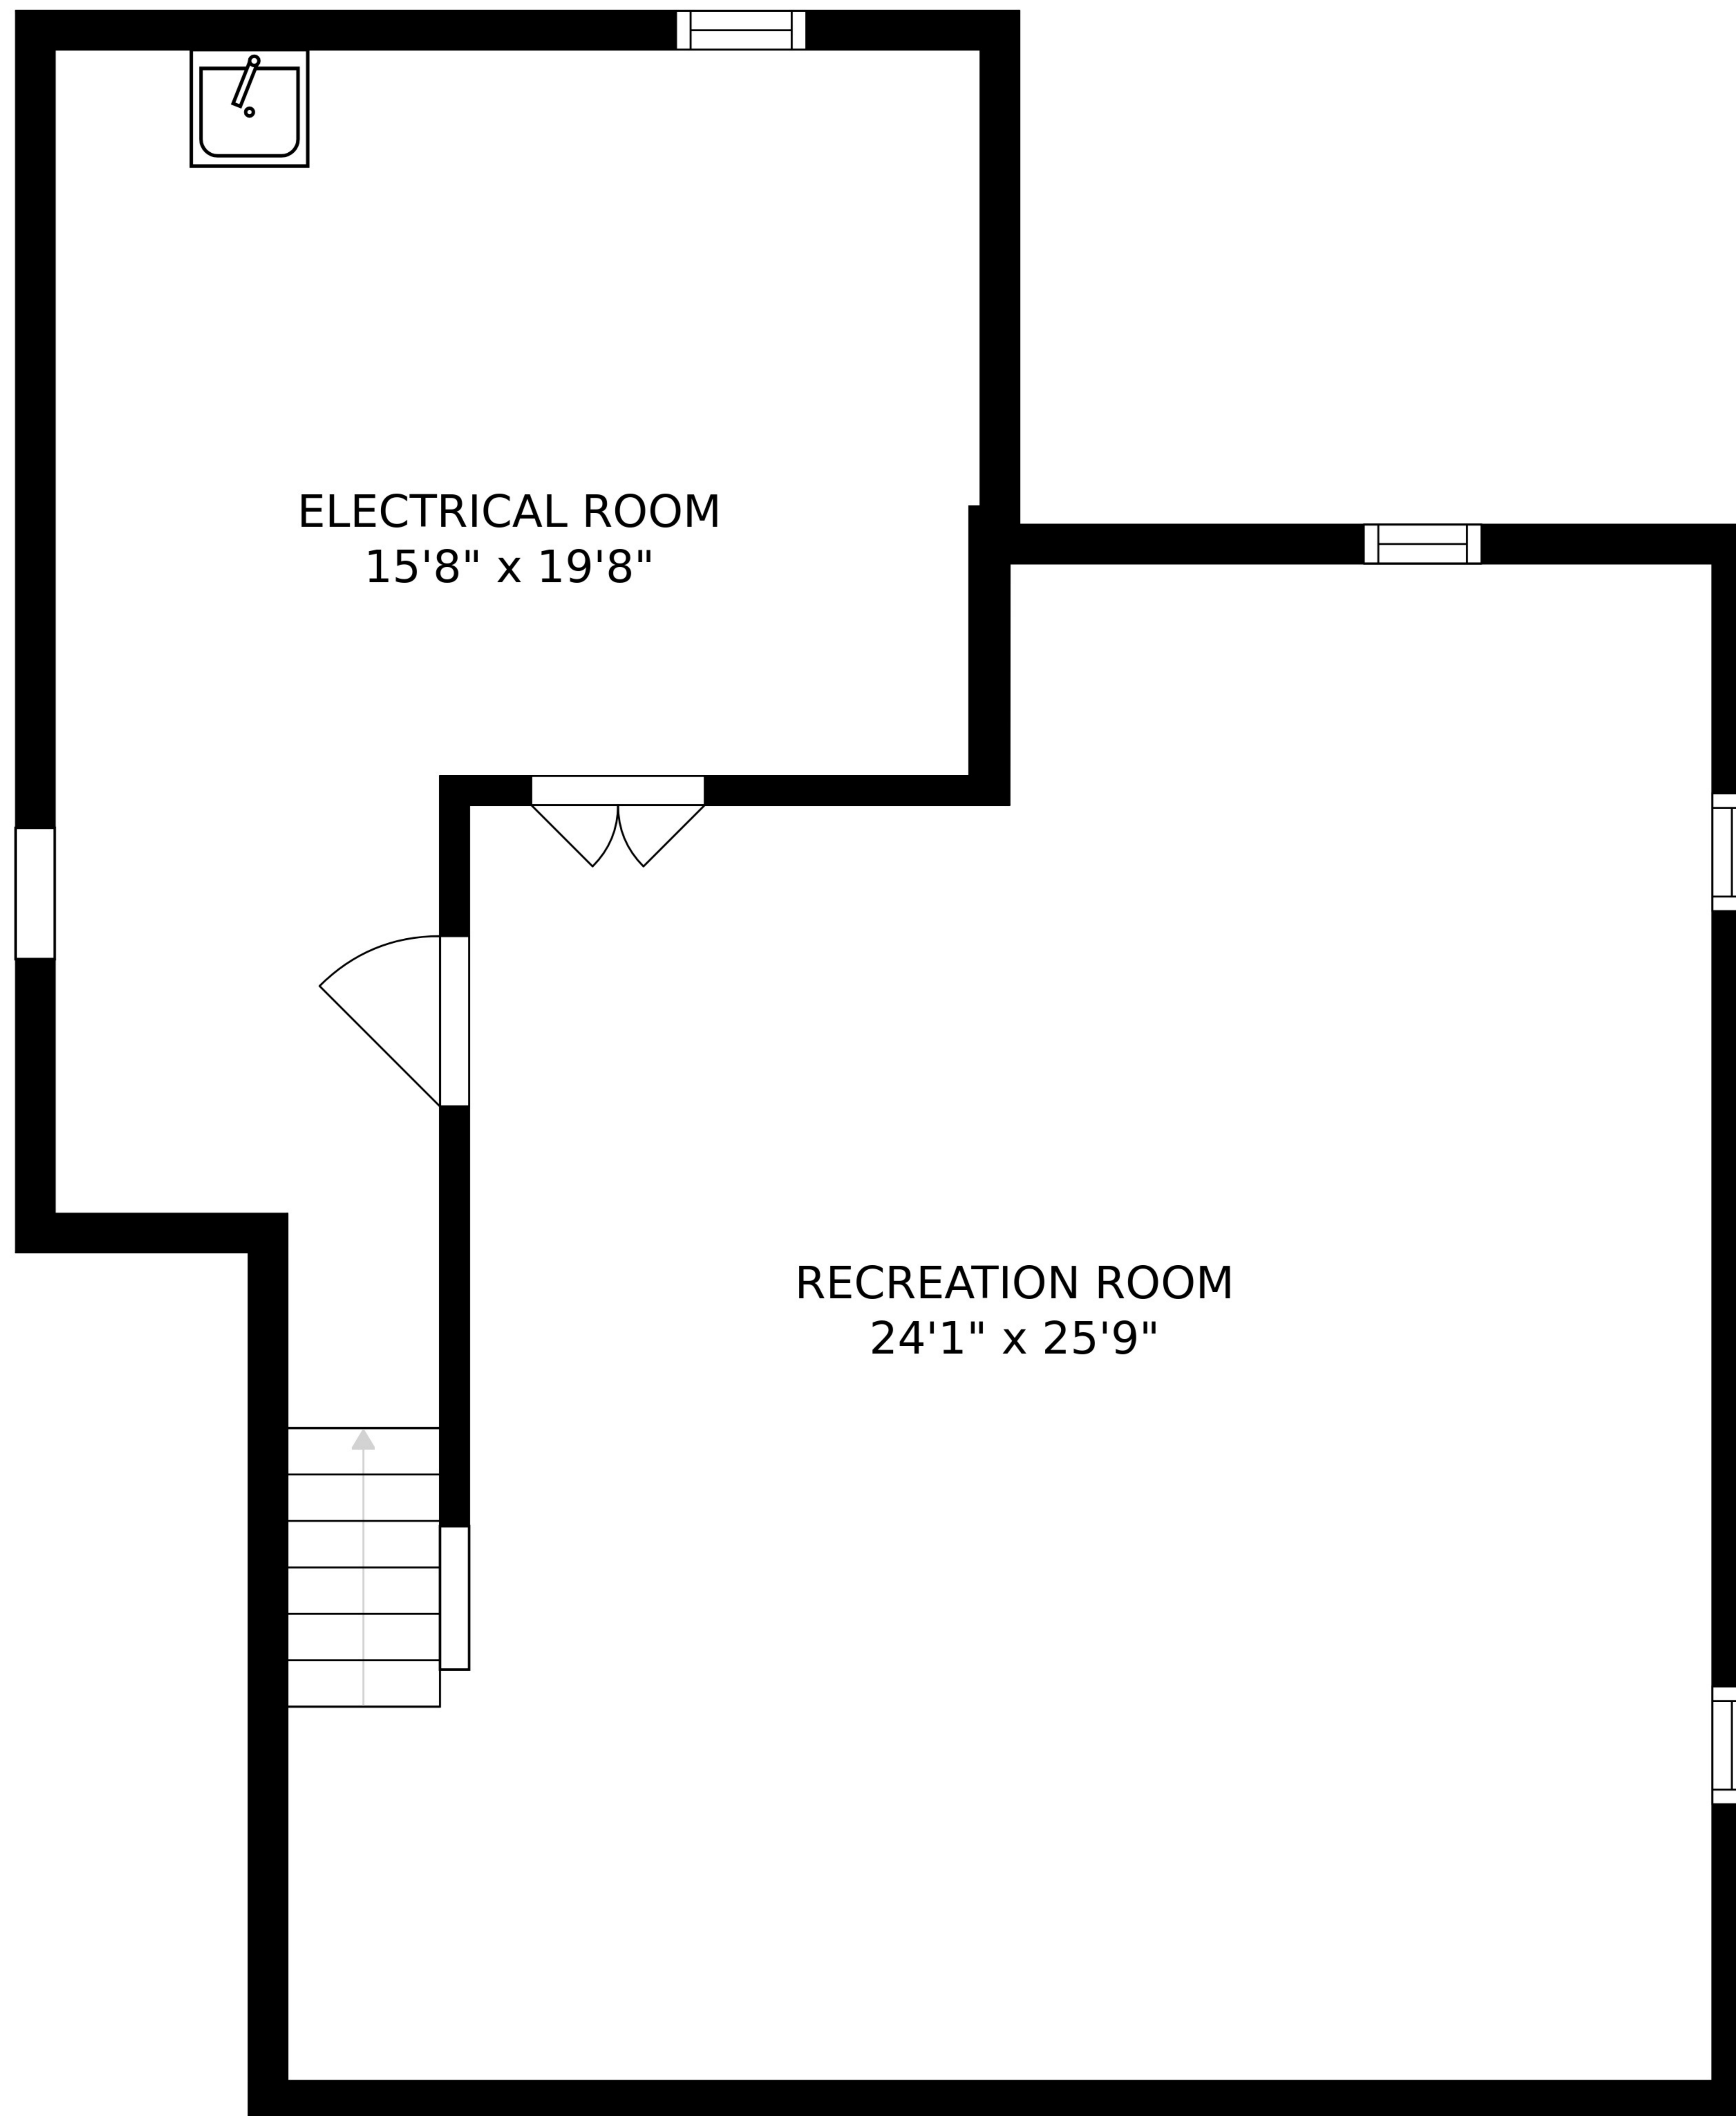 ELECTRICAL ROOM
15'8" x 19'8"
RECREATION ROOM
24'1" x 25'9"